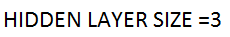 HIDDEN LAYER SIZE =3